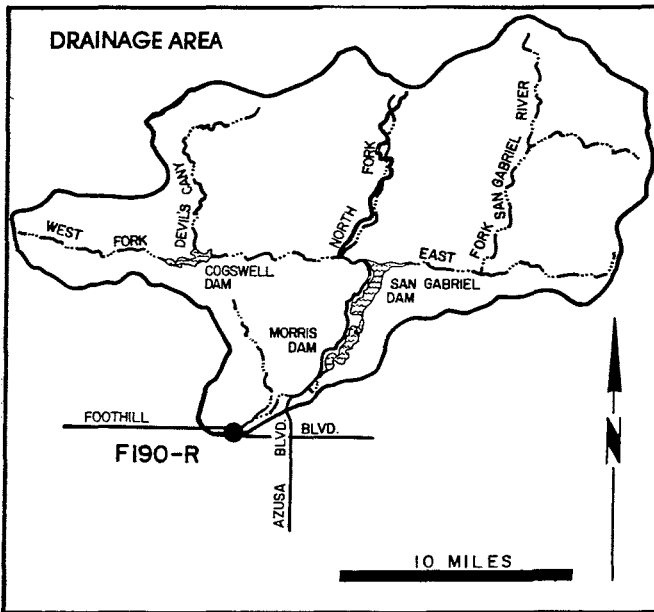 DRAINAGE AREA
RIVER
SAN GABRIEL
FORK
NORTH
FORK
DEVIL'S CANY
WEST FORK
EAST
COGSWELL
DAM
SAN GABRIEL
DAM
MORRIS
DAM
FOOTHILL
BLVD.
F190-R
AZUSA BLVD.
N
10 MILES